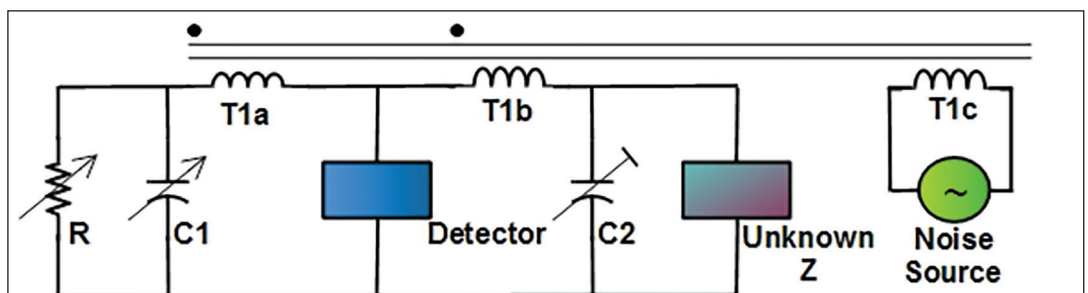 T1a
T1b
T1c
R
C1
Detector
C2
Unknown
Z
Noise
Source
~